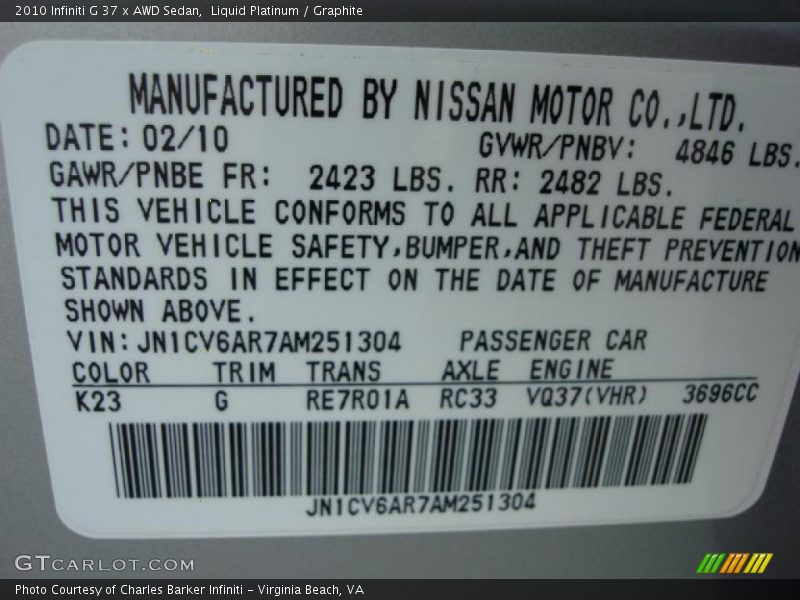 2010 Infiniti G 37 x AWD Sedan, Liquid Platinum / Graphite
MANUFACTURED BY NISSAN MOTOR CO.,LTD.
DATE: 02/10 GVWR/PNBV: 4846 LBS.
GAWR/PNBE FR: 2423 LBS. RR: 2482 LBS.
THIS VEHICLE CONFORMS TO ALL APPLICABLE FEDERAL
MOTOR VEHICLE SAFETY,BUMPER,AND THEFT PREVENTION
STANDARDS IN EFFECT ON THE DATE OF MANUFACTURE
SHOWN ABOVE.
VIN: JN1CV6AR7AM251304 PASSENGER CAR
COLOR TRIM TRANS AXLE ENGINE
K23 G RE7R01A RC33 VQ37(VHR) 3696CC
JN1CV6AR7AM251304
GTCARLOT.COM
Photo Courtesy of Charles Barker Infiniti - Virginia Beach, VA